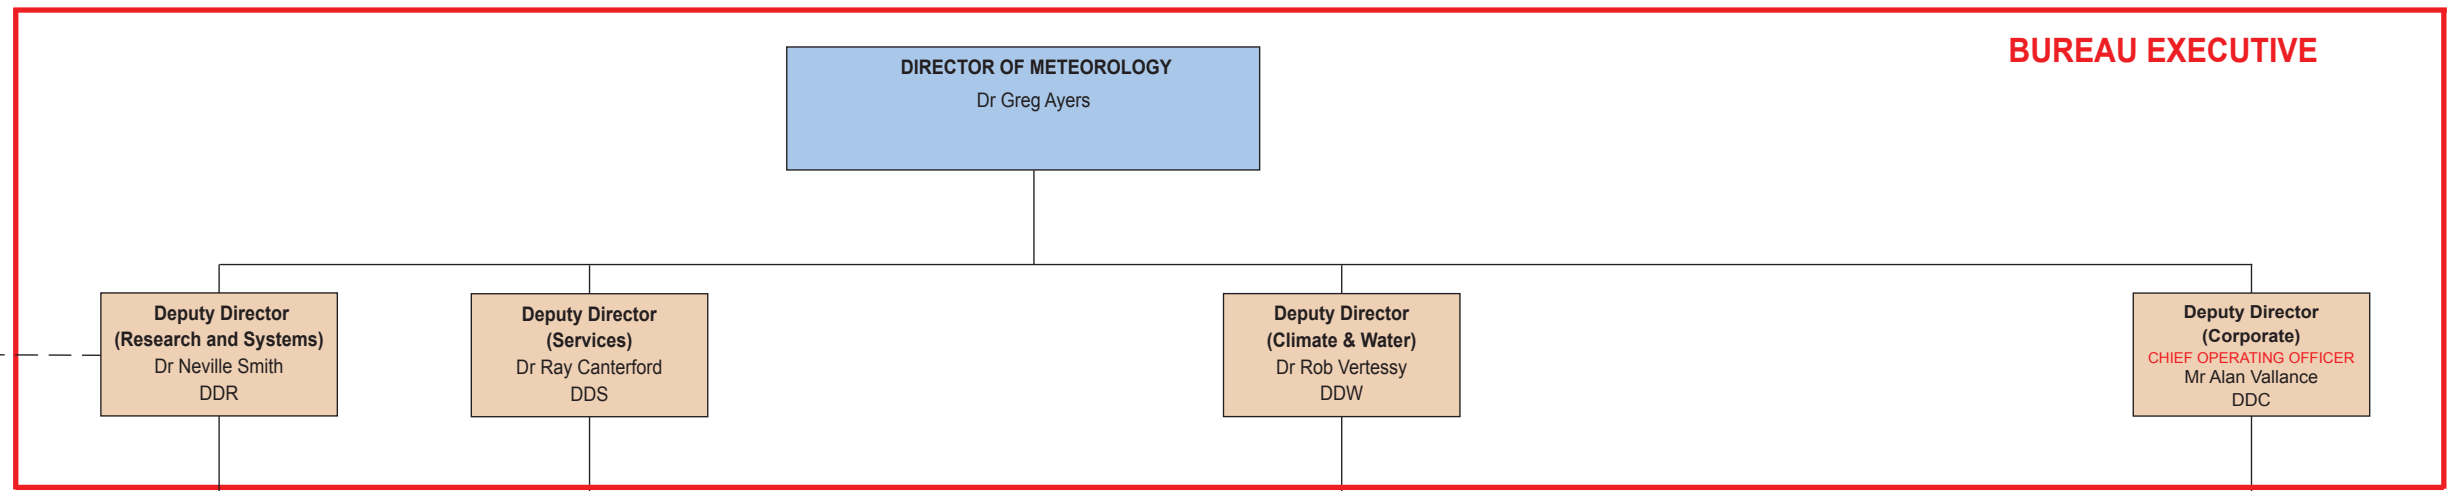 BUREAU EXECUTIVE
DIRECTOR OF METEOROLOGY
Dr Greg Ayers
Deputy Director
(Research and Systems)
Dr Neville Smith
DDR
Deputy Director
(Services)
Dr Ray Canterford
DDS
Deputy Director
(Climate & Water)
Dr Rob Vertessy
DDW
Deputy Director
(Corporate)
CHIEF OPERATING OFFICER
Mr Alan Vallance
DDC